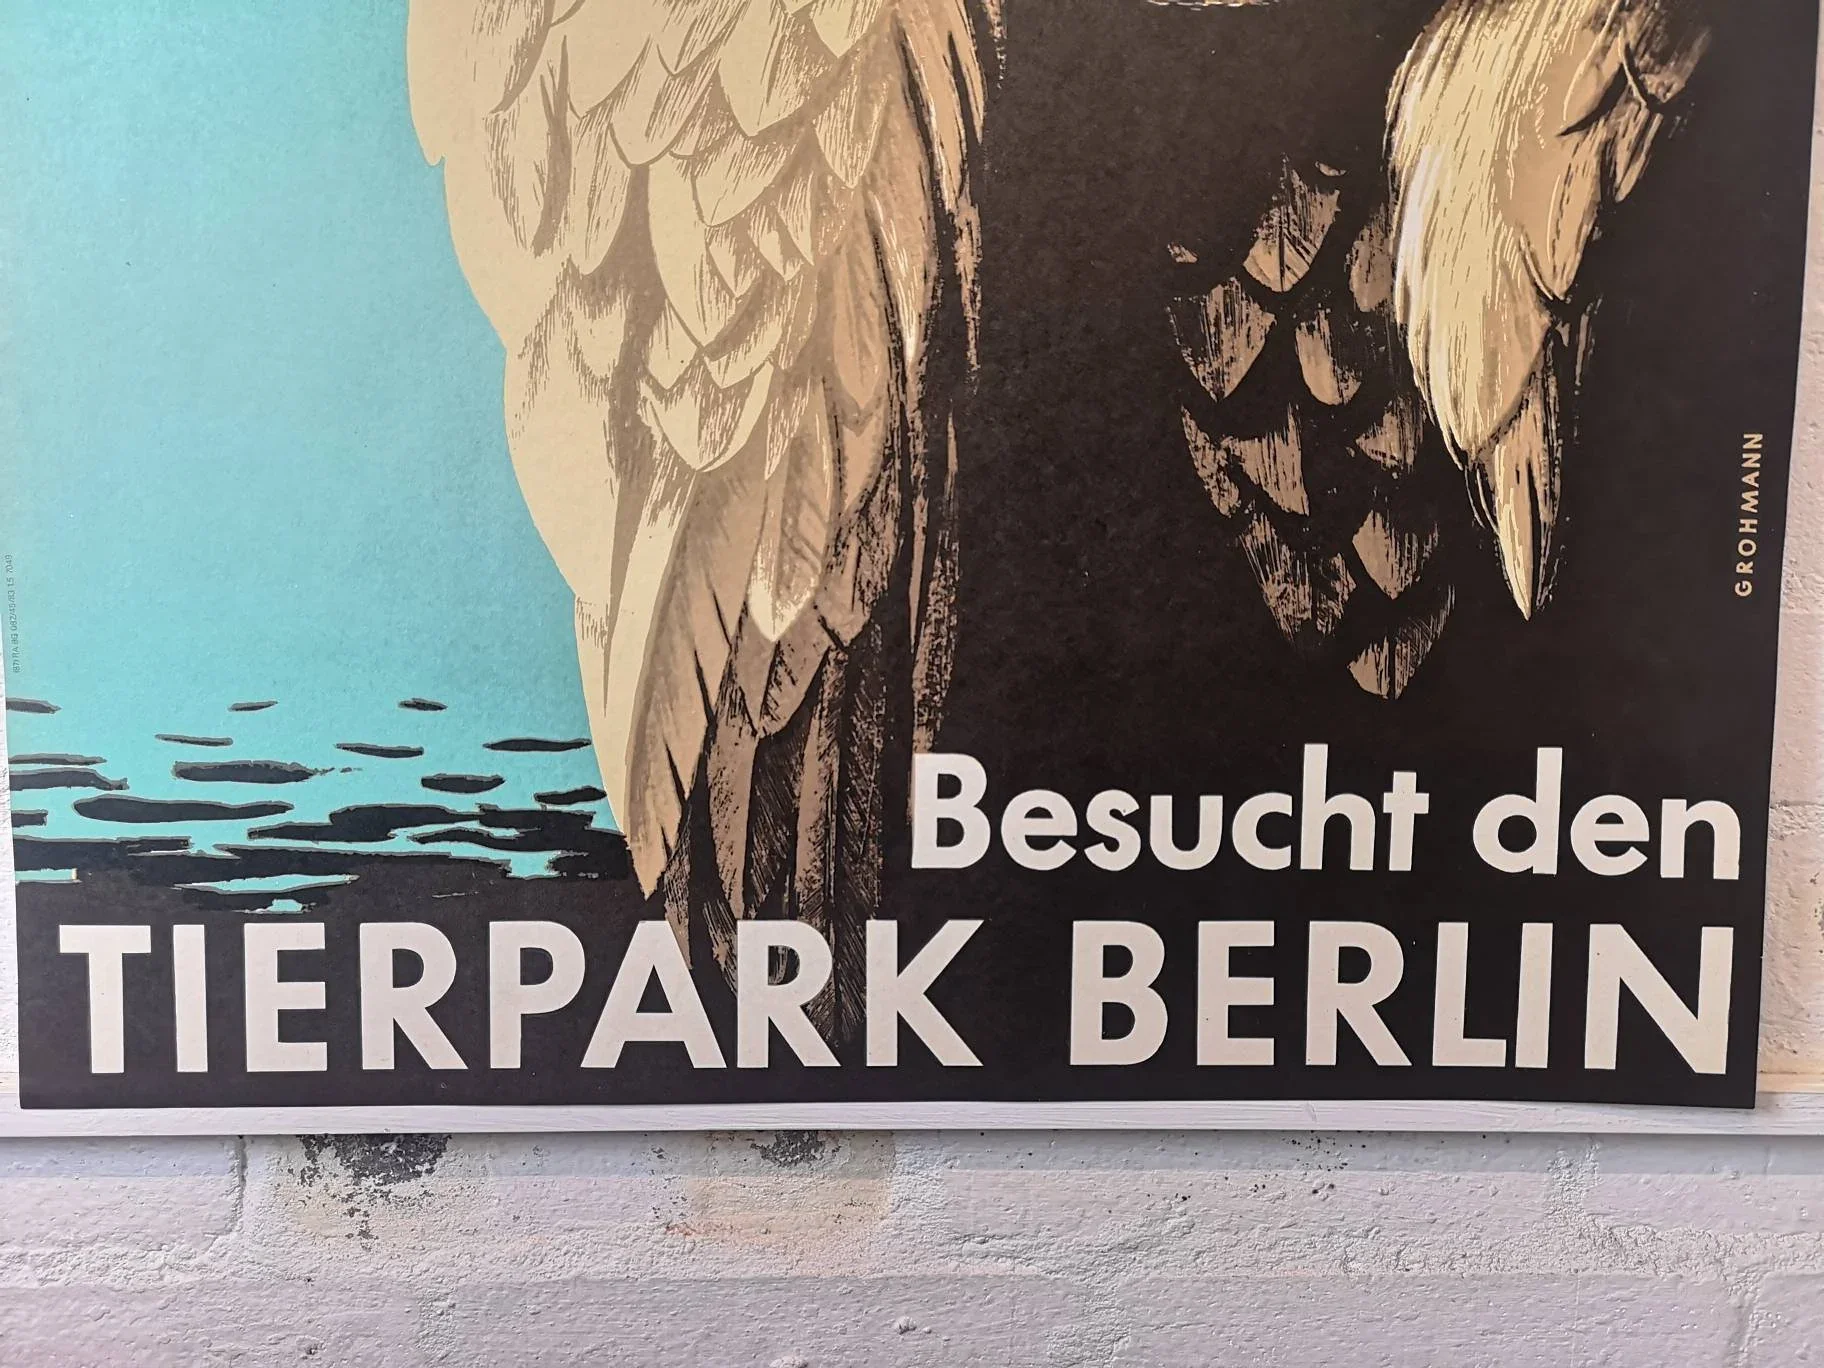 GROHMANN
Besucht den
TIERPARK BERLIN